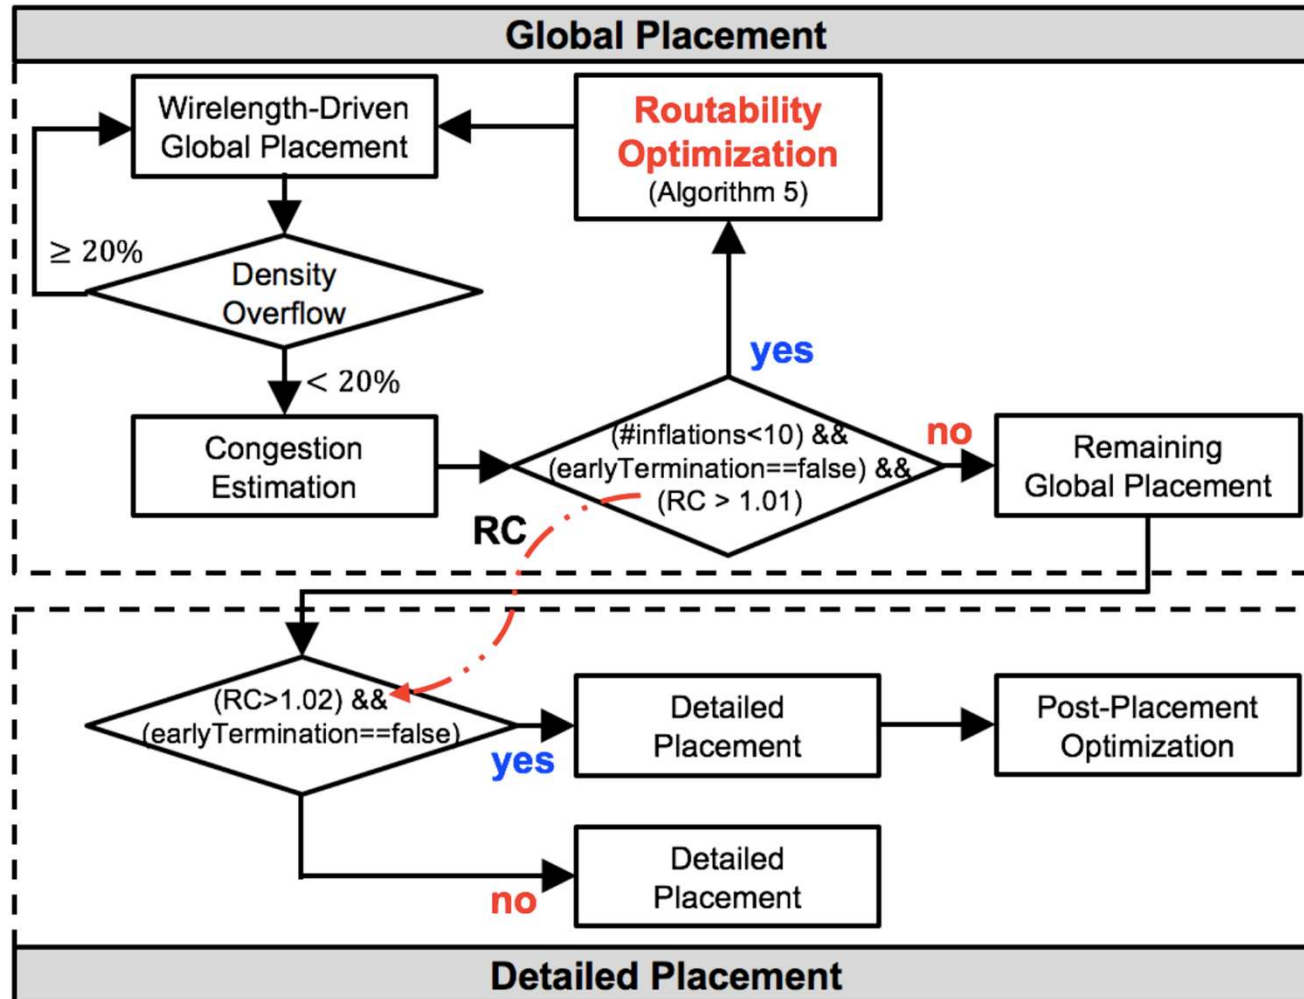 Global Placement
Wirelength-Driven
Global Placement
Routability
Optimization
(Algorithm 5)
≥ 20%
Density
Overflow
< 20%
yes
Congestion
Estimation
(#inflations<10) &&
(earlyTermination==false) &&
(RC > 1.01)
no
Remaining
Global Placement
RC
(RC>1.02) &&
(earlyTermination==false)
yes
Detailed
Placement
Post-Placement
Optimization
no
Detailed
Placement
Detailed Placement